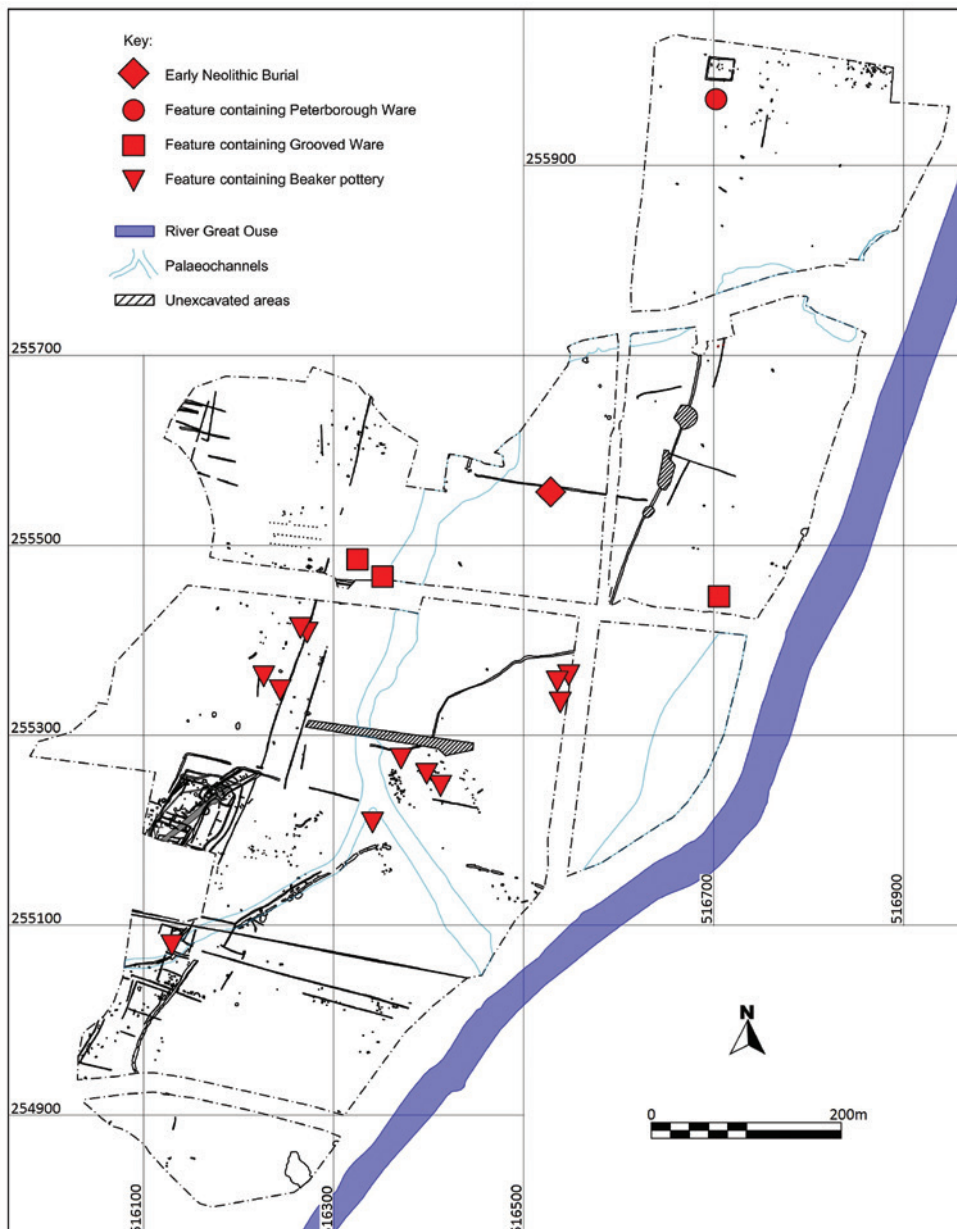 Key:
Early Neolithic Burial
Feature containing Peterborough Ware
Feature containing Grooved Ware
Feature containing Beaker pottery
River Great Ouse
Palaeochannels
Unexcavated areas
255900
255700
255500
255300
255100
254900
516100
516300
516500
516700
516900
N
0
200m